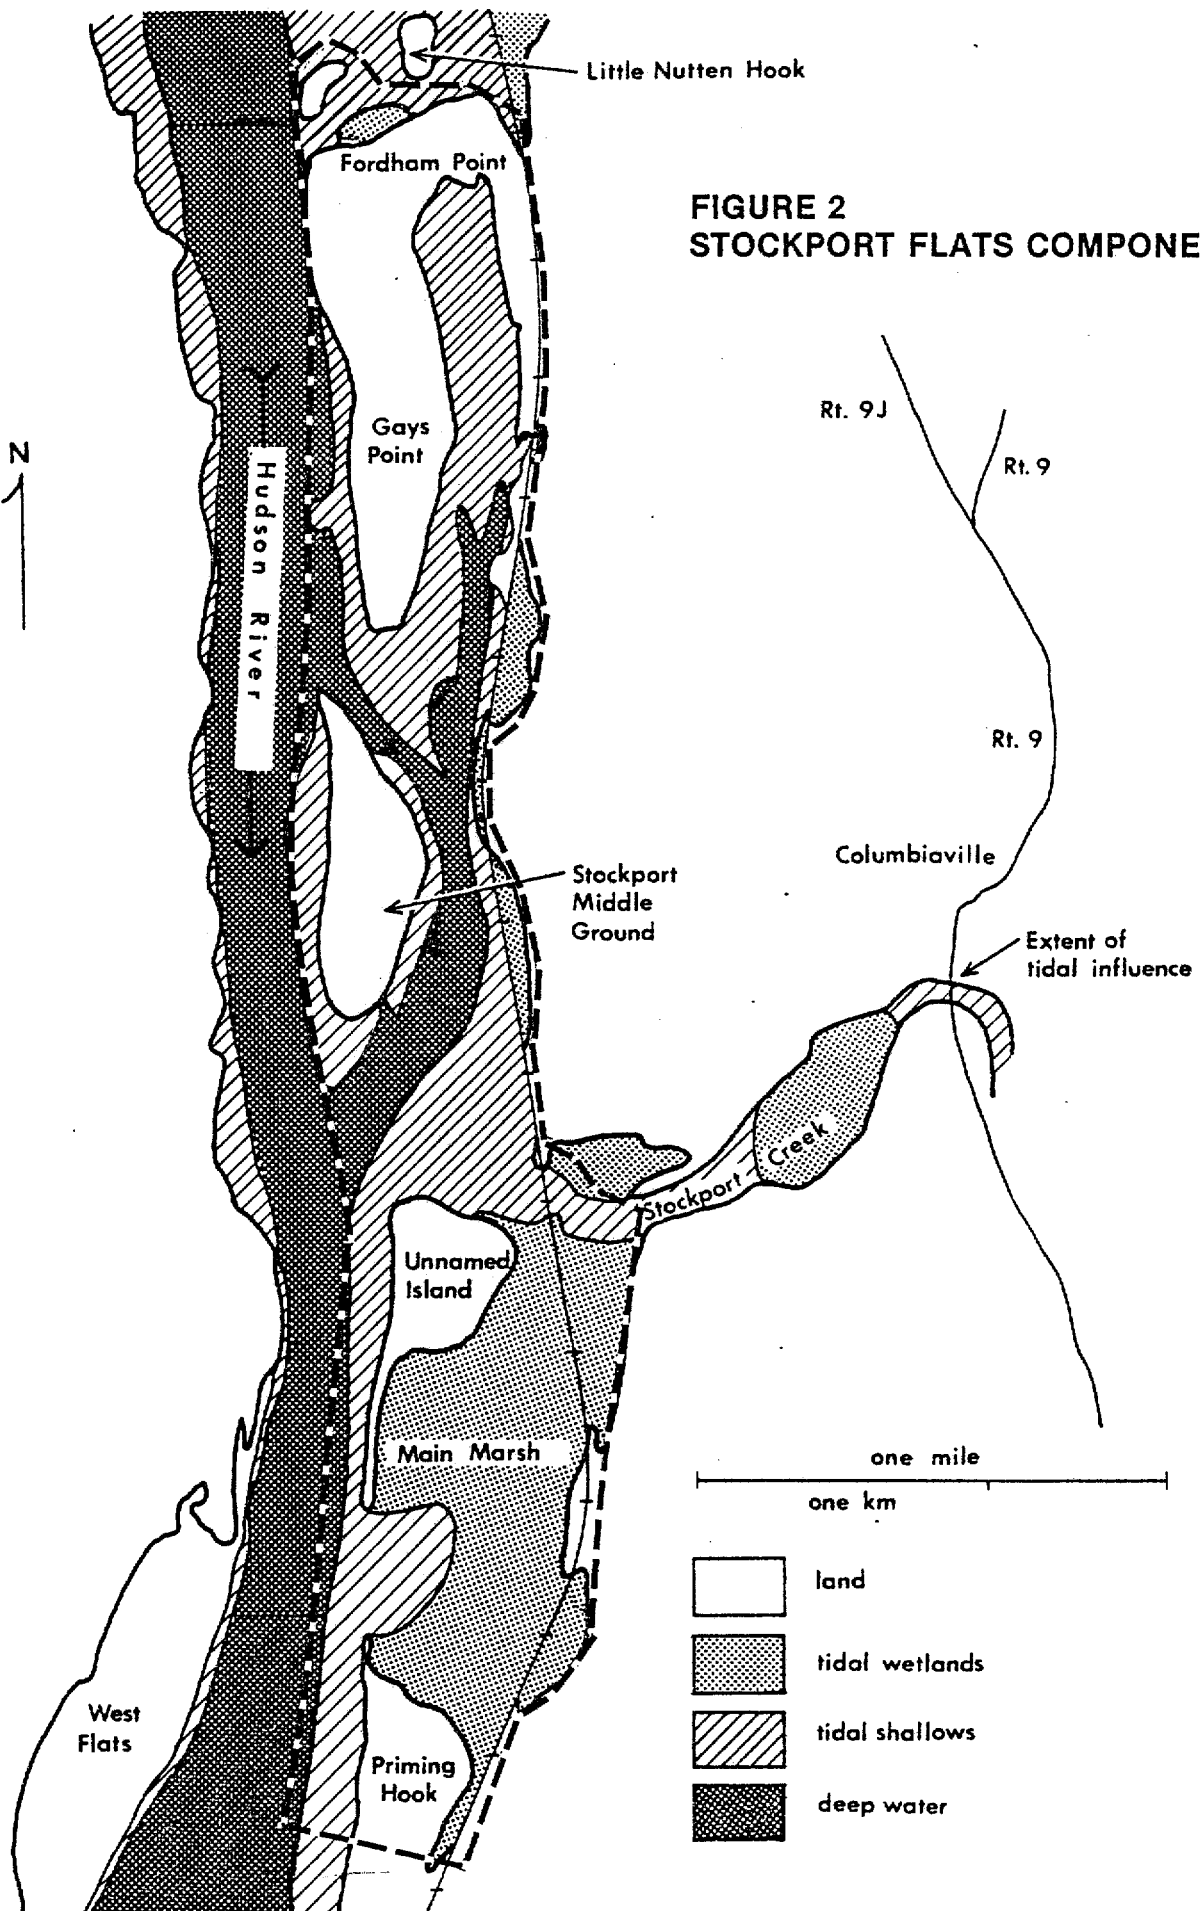 Little Nutten Hook
Fordham Point
FIGURE 2
STOCKPORT FLATS COMPONE
Rt. 9J
Rt. 9
N
Gays
Point
Hudson River
Rt. 9
Columbiaville
Stockport
Middle
Ground
Extent of
tidal influence
Stockport Creek
Unnamed
Island
Main Marsh
one mile
one km
land
tidal wetlands
tidal shallows
deep water
West
Flats
Priming
Hook